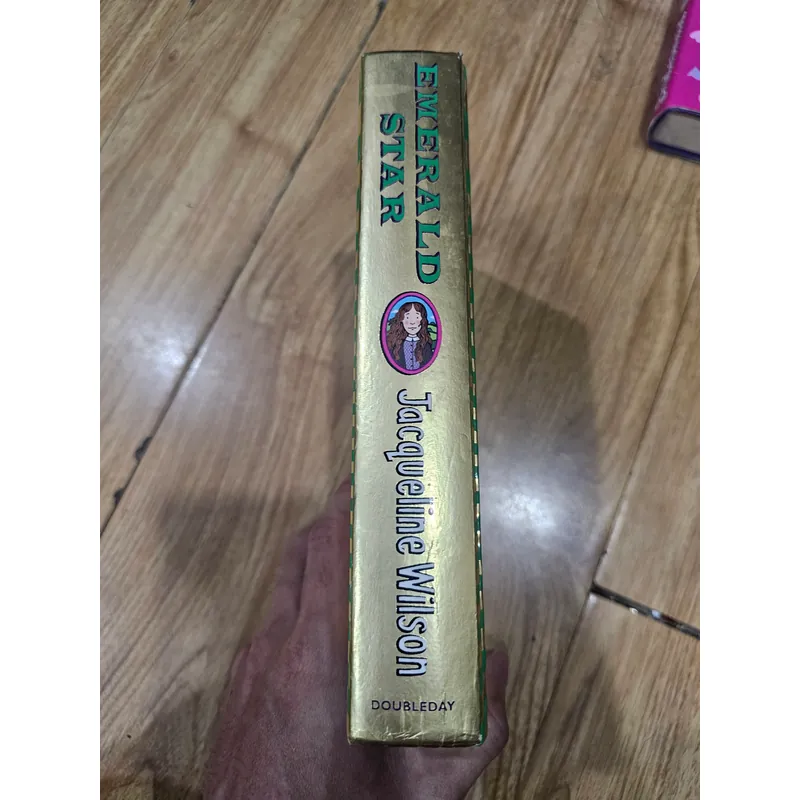 EMERALD
STAR
Jacqueline Wilson
DOUBLEDAY